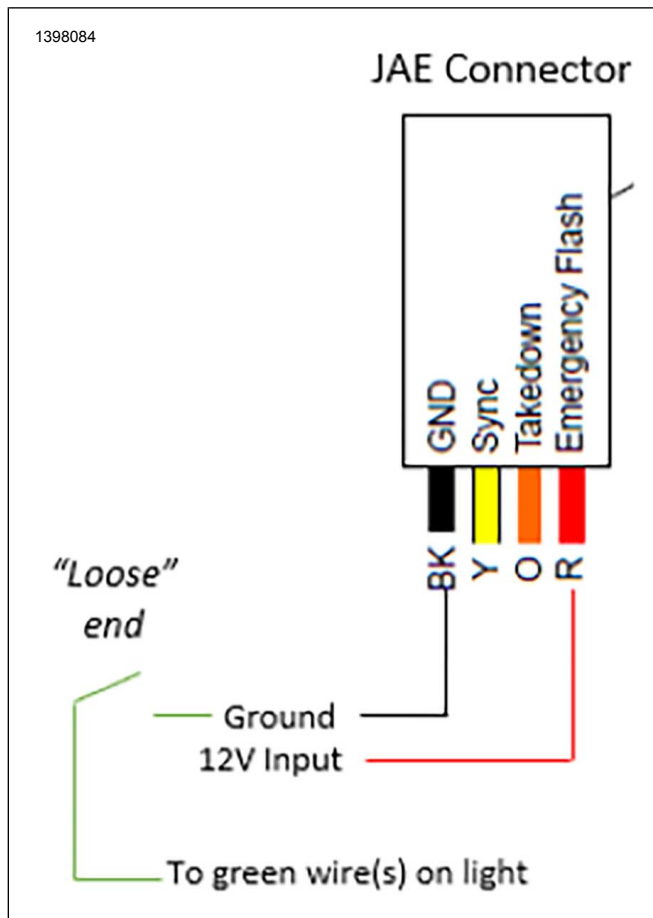 1398084
JAE Connector
GND
Sync
Takedown
Emergency Flash
BK
Y
O
R
“Loose”
end
Ground
12V Input
To green wire(s) on light